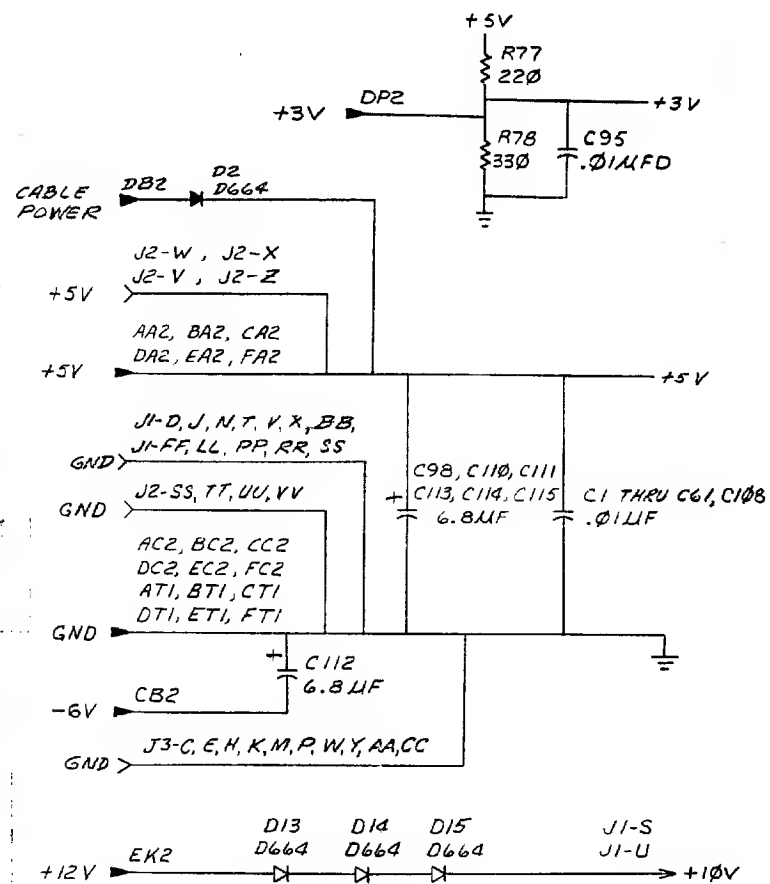 +5V
R77
22Ø
+3V DP2 +3V
R78
33Ø
C95
.Ø1µFD
CABLE
POWER
DB2
D2
D664
J2-W , J2-X
J2-V , J2-Z
+5V
AA2, BA2, CA2
DA2, EA2, FA2
+5V +5V
J1-D, J, N, T, V, X, BB,
J1-FF, LL, PP, RR, SS
GND
J2-SS, TT, UU, VV
GND
+ C98, C11Ø, C111
C113, C114, C115
6.8µF
C1 THRU C61, C1Ø8
.Ø1µF
AC2, BC2, CC2
DC2, EC2, FC2
AT1, BT1, CT1
DT1, ET1, FT1
GND
+ C112
6.8µF
-6V CB2
J3-C, E, H, K, M, P, W, Y, AA, CC
GND
D13 D14 D15 J1-S
D664 D664 D664 J1-U
+12V EK2 +1ØV